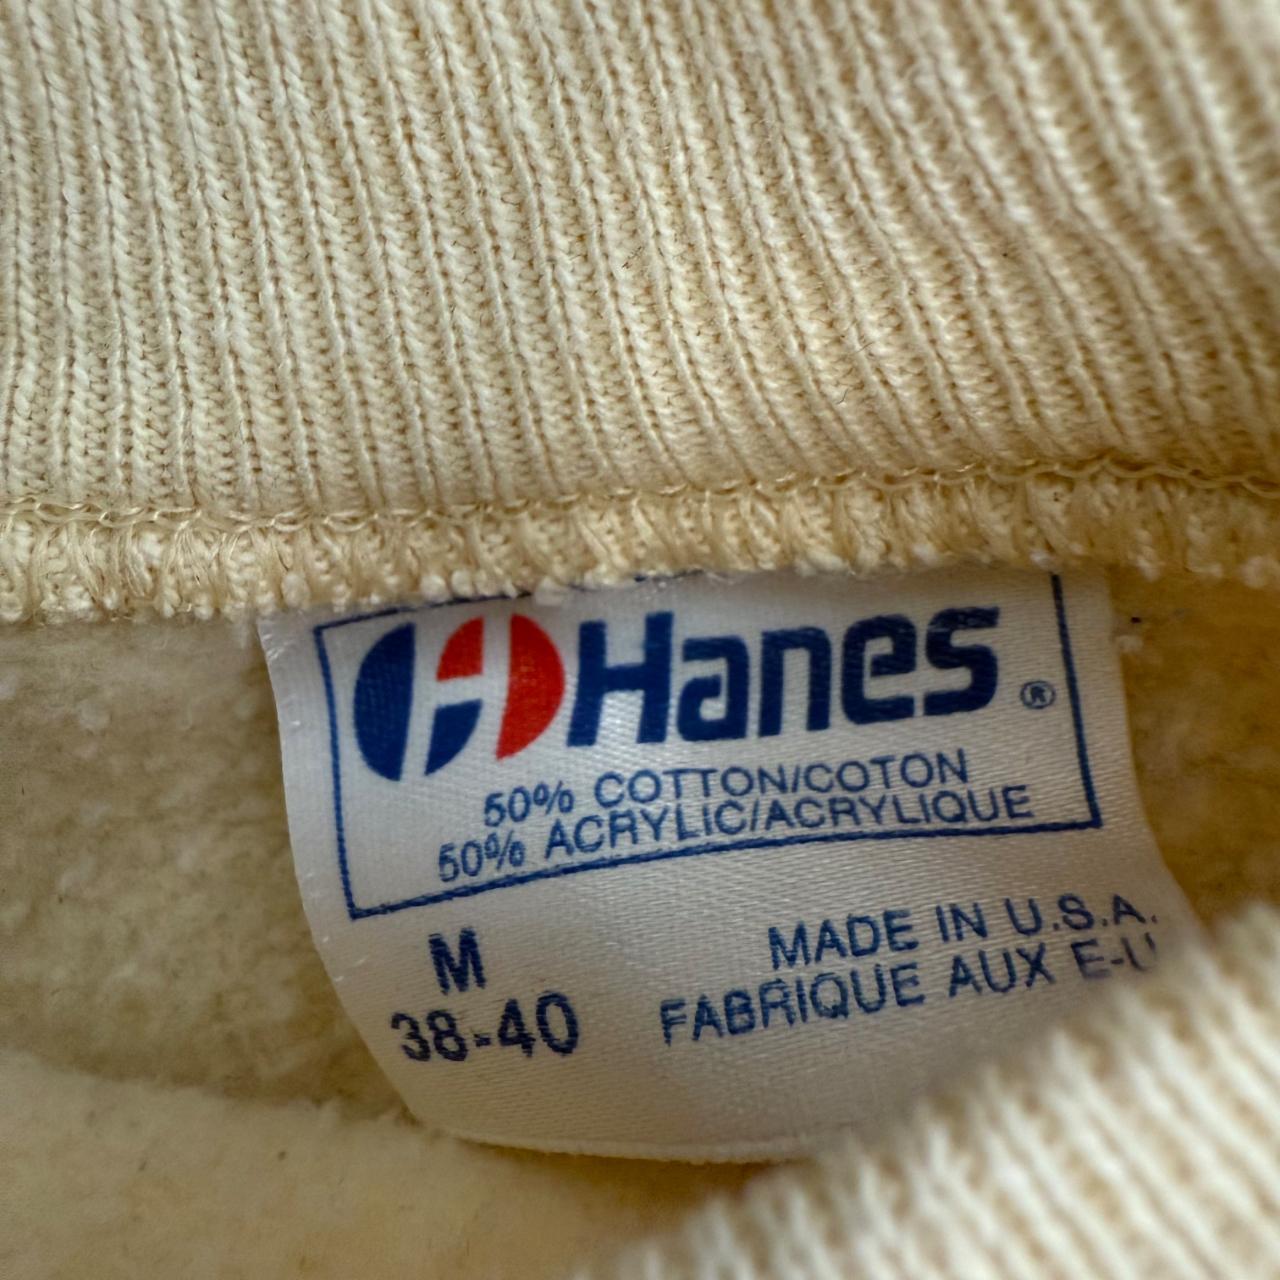 Hanes ®
50% COTTON/COTON
50% ACRYLIC/ACRYLIQUE
M
38-40
MADE IN U.S.A.
FABRIQUE AUX E-U